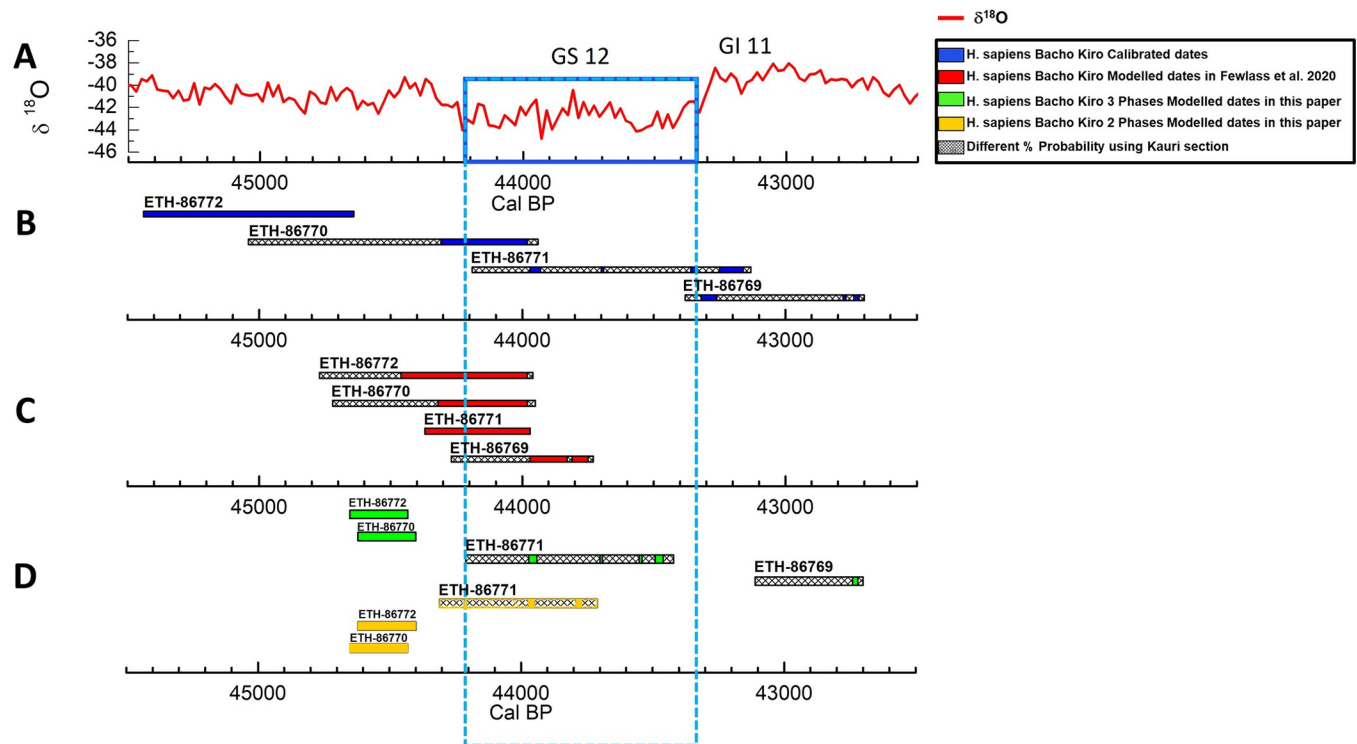 δ¹⁸O
H. sapiens Bacho Kiro Calibrated dates
H. sapiens Bacho Kiro Modelled dates in Fewlass et al. 2020
H. sapiens Bacho Kiro 3 Phases Modelled dates in this paper
H. sapiens Bacho Kiro 2 Phases Modelled dates in this paper
Different % Probability using Kauri section
A
δ ¹⁸O
-36
-38
-40
-42
-44
-46
GS 12
GI 11
45000 44000 43000
Cal BP
B
ETH-86772
ETH-86770
ETH-86771
ETH-86769
45000 44000 43000
C
ETH-86772
ETH-86770
ETH-86771
ETH-86769
45000 44000 43000
D
ETH-86772
ETH-86770
ETH-86771
ETH-86769
ETH-86771
ETH-86772
ETH-86770
45000 44000 43000
Cal BP